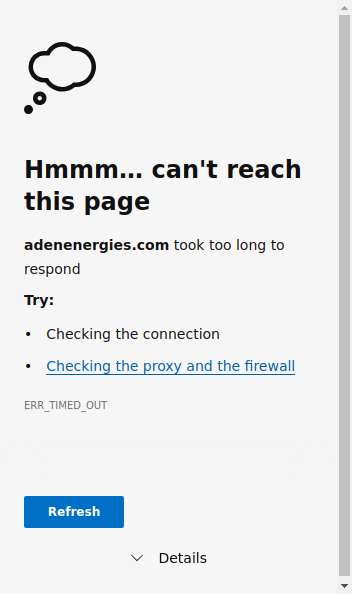 Hmmm… can't reach
this page
adenenergies.com took too long to
respond
Try:
• Checking the connection
• Checking the proxy and the firewall
ERR_TIMED_OUT
Refresh
Details